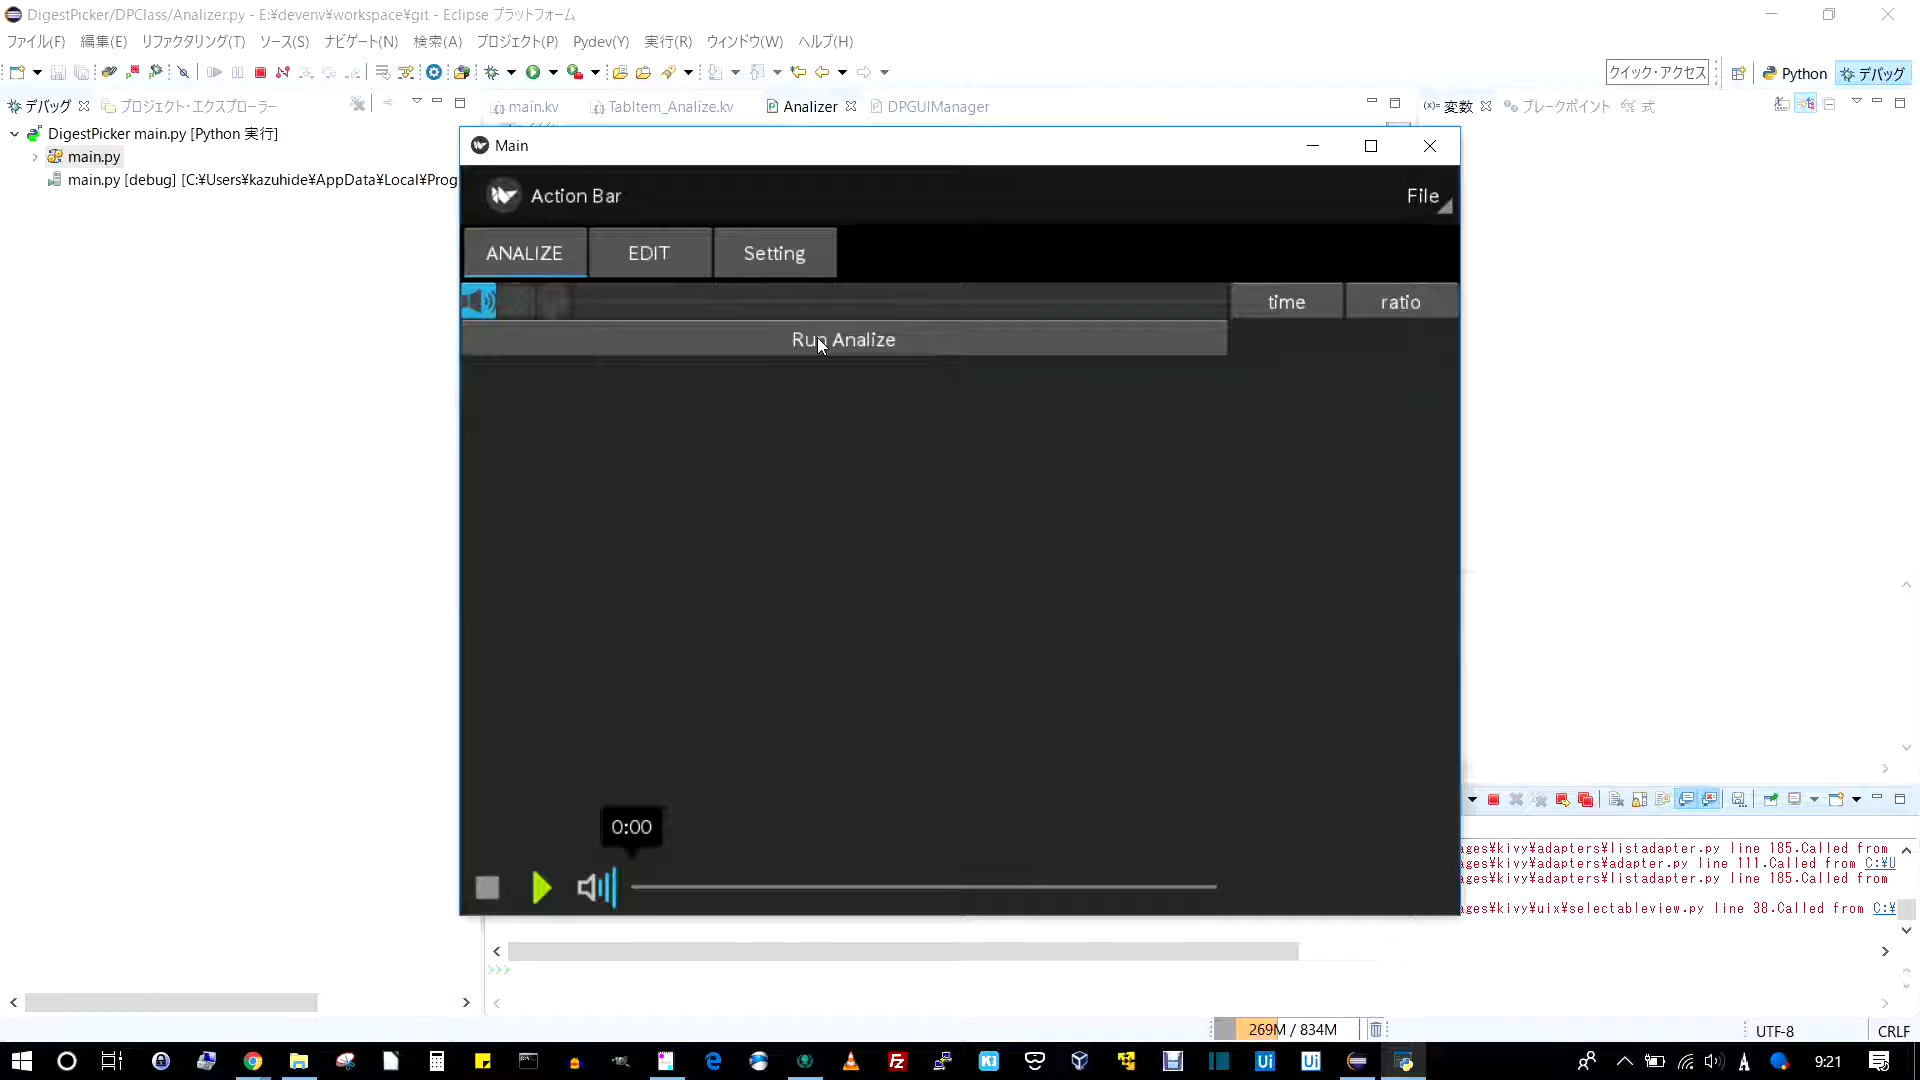 DigestPicker/DPClass/Analizer.py - E:¥devenv¥workspace¥git - Eclipse プラットフォーム
ファイル(F) 編集(E) リファクタリング(T) ソース(S) ナビゲート(N) 検索(A) プロジェクト(P) Pydev(Y) 実行(R) ウィンドウ(W) ヘルプ(H)
クイック・アクセス Python デバッグ
デバッグ プロジェクト・エクスプローラー main.kv TabItem_Analize.kv Analizer DPGUIManager (x)= 変数 ブレークポイント 式
DigestPicker main.py [Python 実行]
main.py
main.py [debug] [C:¥Users¥kazuhide¥AppData¥Local¥Prog
Main
Action Bar File
ANALIZE EDIT Setting
time ratio
Run Analize
0:00
ages¥kivy¥adapters¥listadapter.py line 185.Called from
ages¥kivy¥adapters¥adapter.py line 111.Called from C:¥U
ages¥kivy¥adapters¥listadapter.py line 185.Called from
ages¥kivy¥uix¥selectableview.py line 38.Called from C:¥
>>>
269M / 834M UTF-8 CRLF
9:21